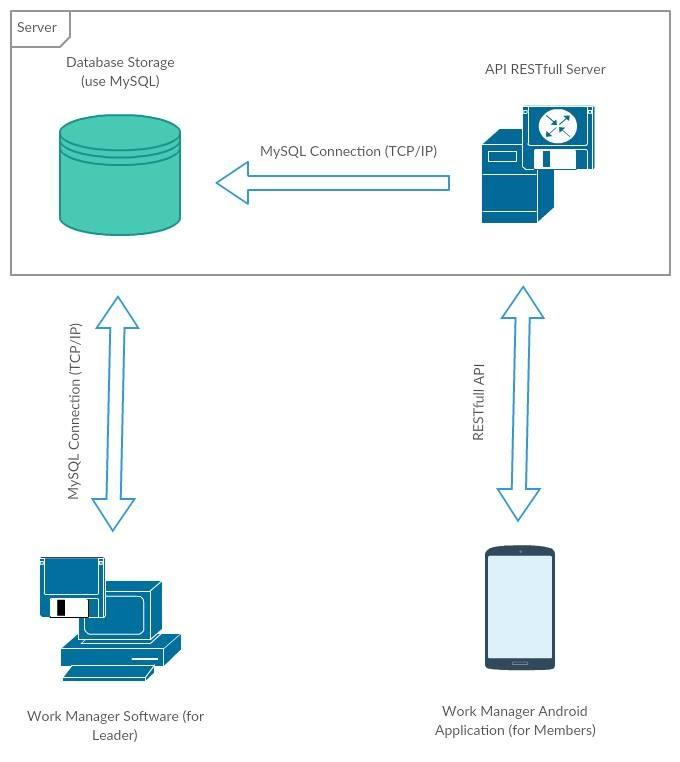 Server
Database Storage
(use MySQL)
API RESTfull Server
MySQL Connection (TCP/IP)
MySQL Connection (TCP/IP)
RESTfull API
Work Manager Software (for
Leader)
Work Manager Android
Application (for Members)